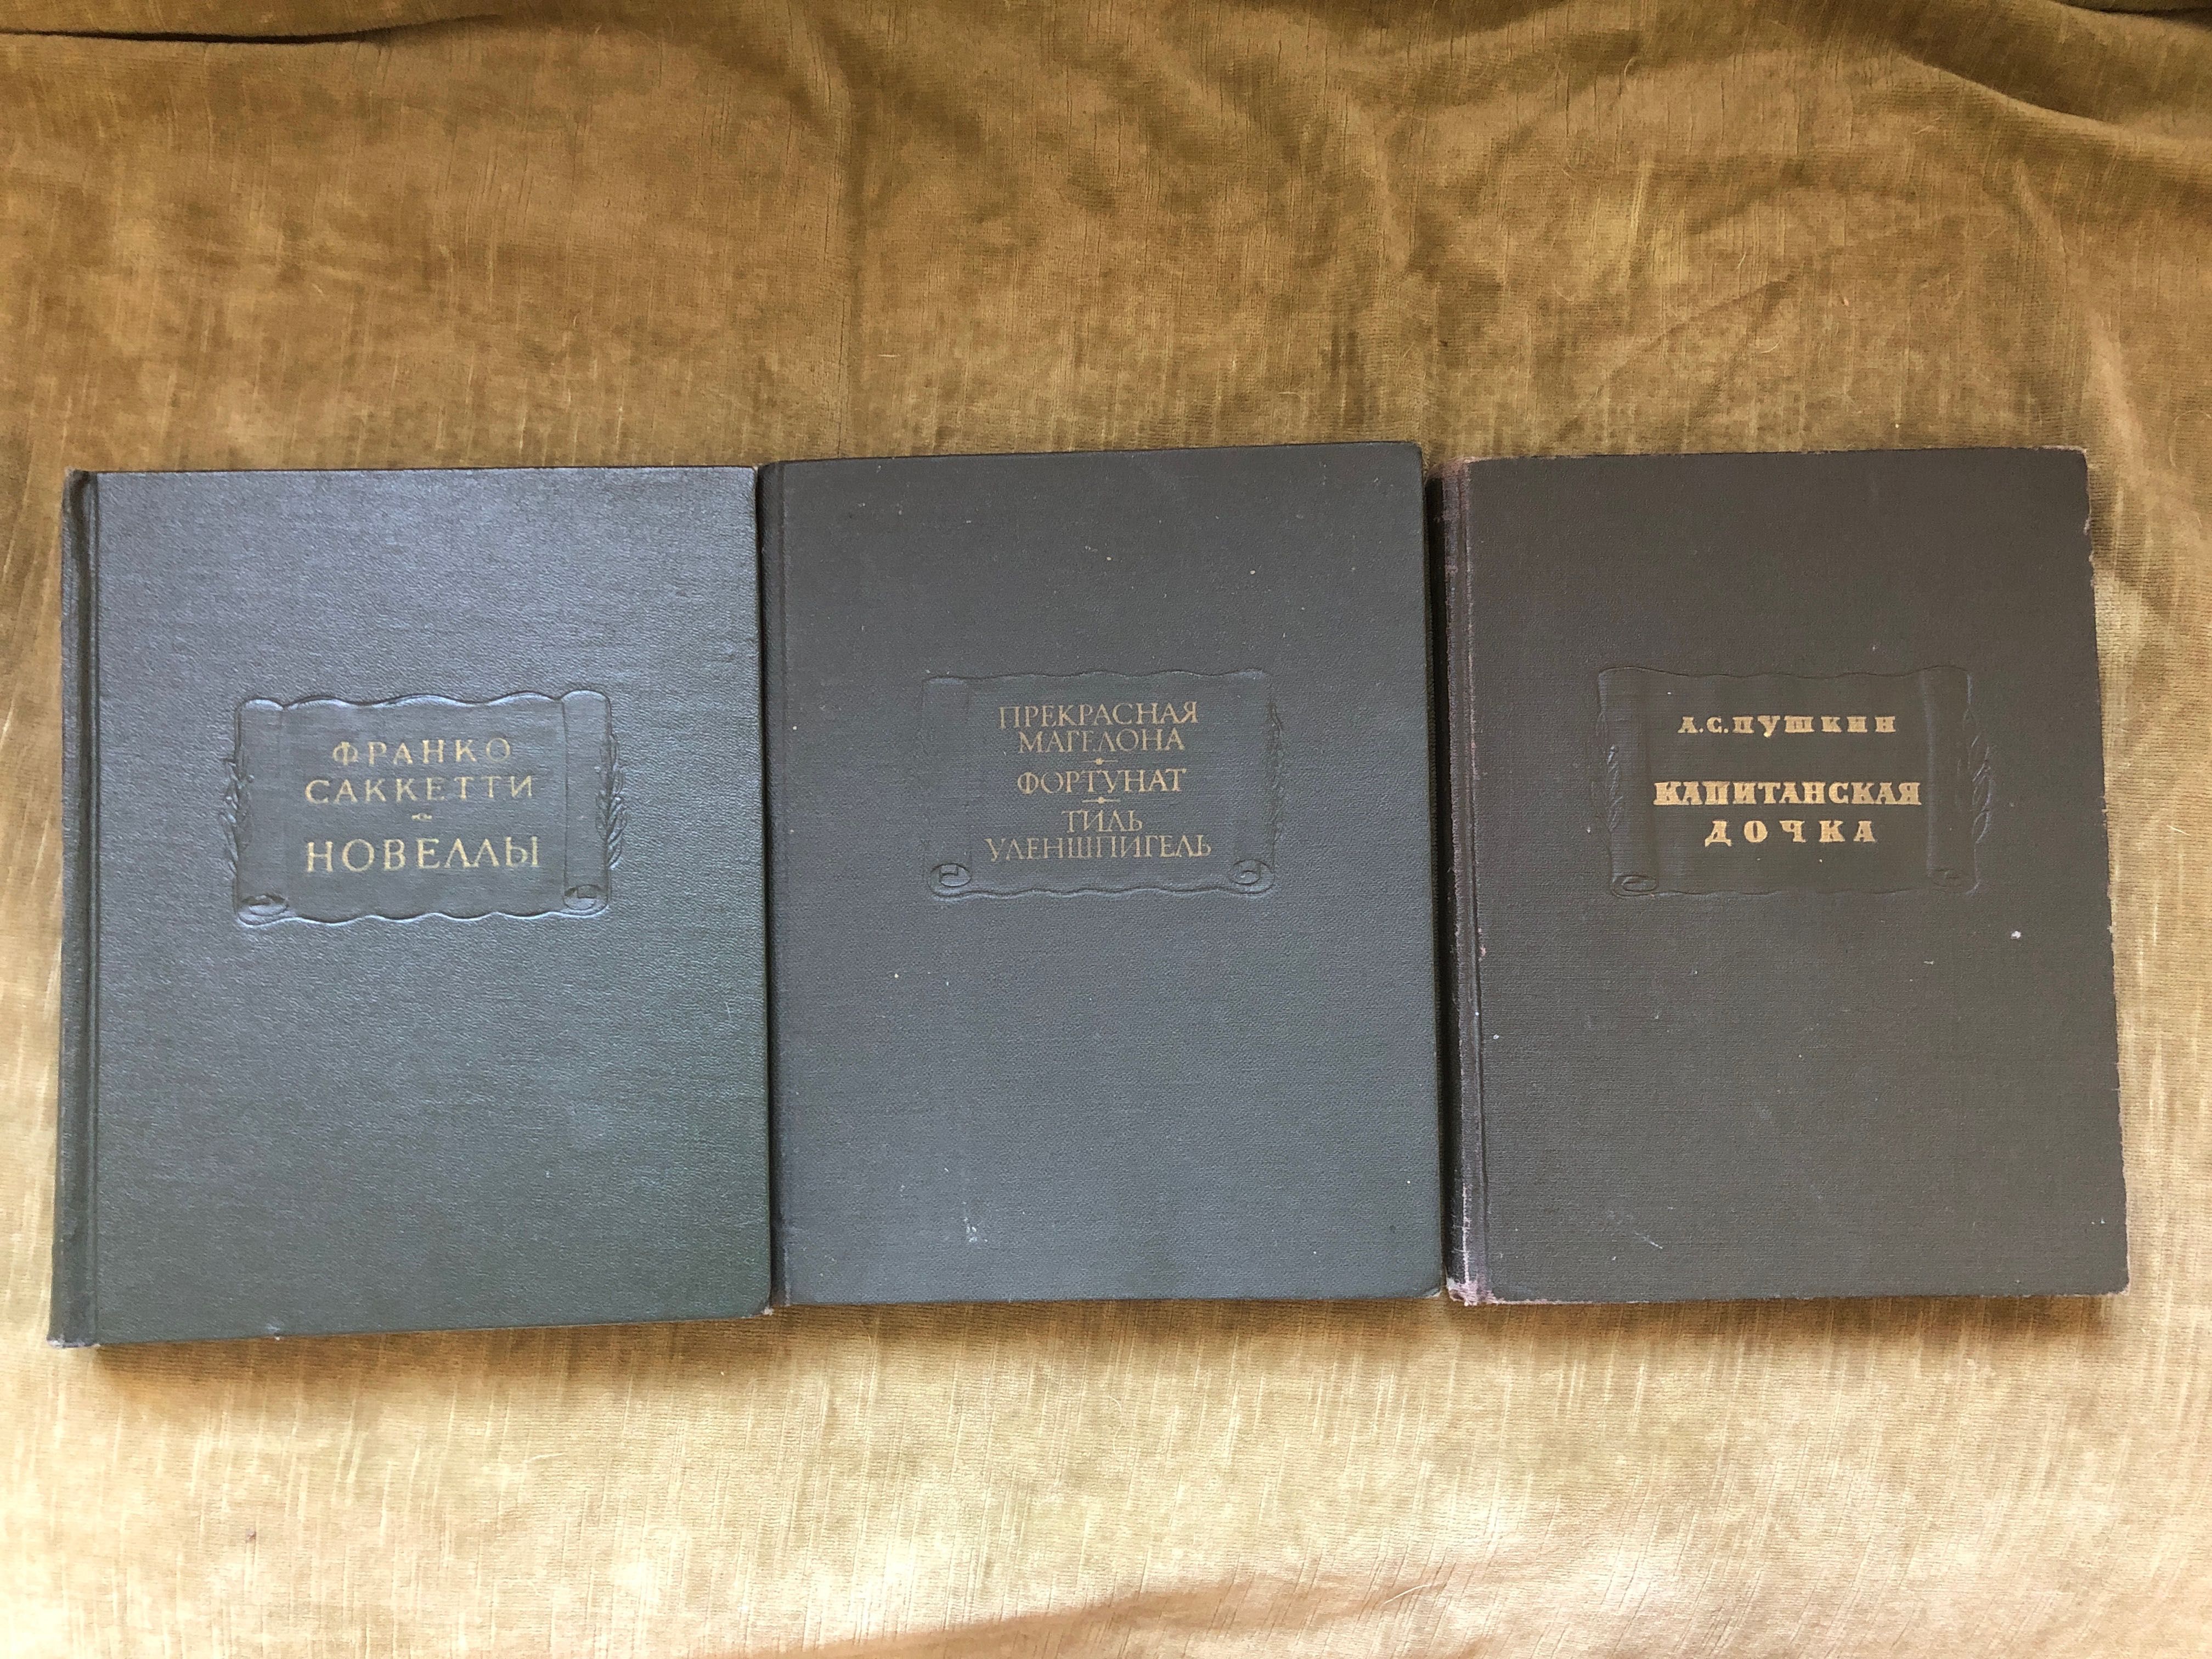 ФРАНКО
САККЕТТИ
НОВЕЛЛЫ
ПРЕКРАСНАЯ
МАГЕЛОНА
ФОРТУНАТ
ТИЛЬ
УЛЕНШПИГЕЛЬ
А.С.ПУШКИН
КАПИТАНСКАЯ
ДОЧКА